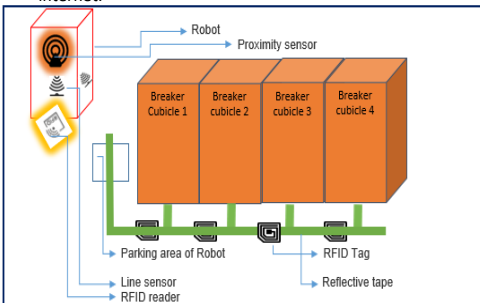 internet.
Robot
Proximity sensor
Breaker
Cubicle 1
Breaker
cubicle 2
Breaker
cubicle 3
Breaker
cubicle 4
Parking area of Robot
RFID Tag
Line sensor
Reflective tape
RFID reader